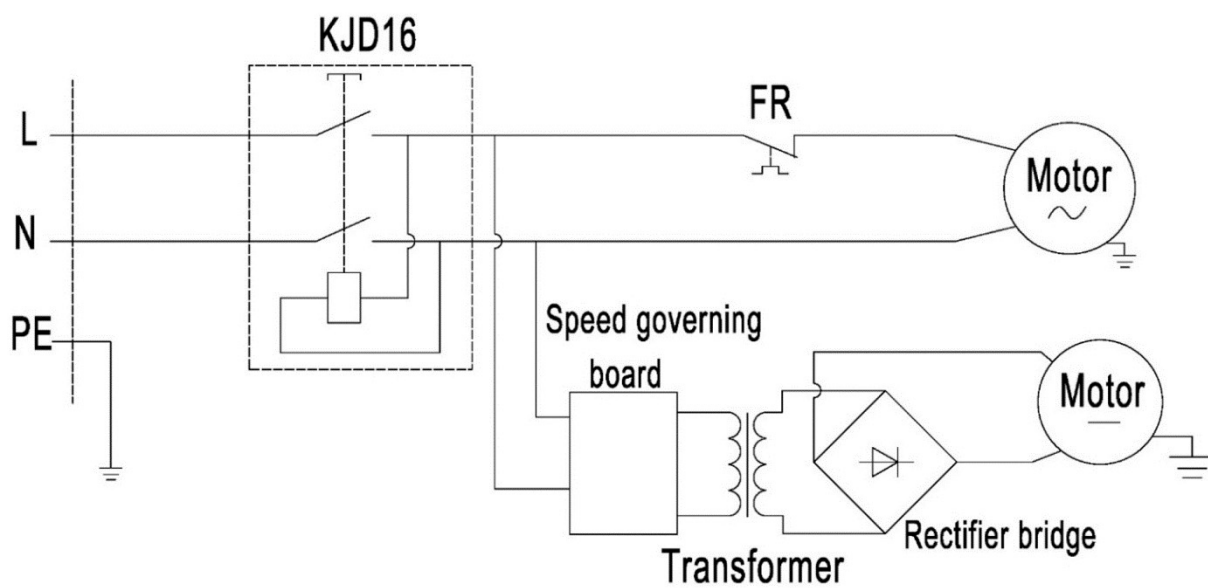 KJD16
L
FR
Motor
N
PE
Speed governing
board
Motor
Rectifier bridge
Transformer